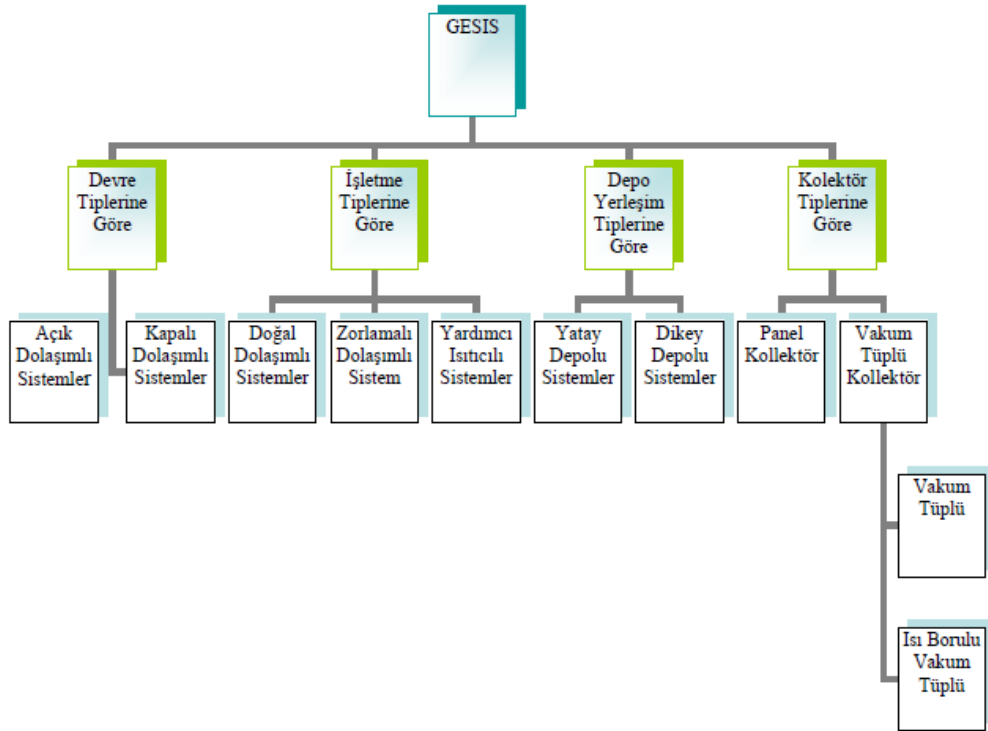 GESIS
Devre
Tiplerine
Göre
İşletme
Tiplerine
Göre
Depo
Yerleşim
Tiplerine
Göre
Kolektör
Tiplerine
Göre
Açık
Dolaşımlı
Sistemler
Kapalı
Dolaşımlı
Sistemler
Doğal
Dolaşımlı
Sistemler
Zorlamalı
Dolaşımlı
Sistem
Yardımcı
Isıtıcılı
Sistemler
Yatay
Depolu
Sistemler
Dikey
Depolu
Sistemler
Panel
Kollektör
Vakum
Tüplü
Kollektör
Vakum
Tüplü
Isı Borulu
Vakum
Tüplü